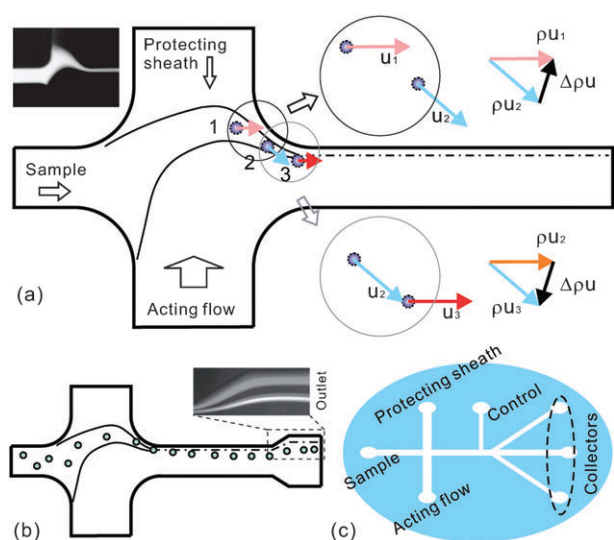 Protecting
sheath
1
2
3
Sample
Acting flow
(a)
u1
u2
ρu1
ρu2
Δρu
u2
u3
ρu2
ρu3
Δρu
Outlet
(b)
Protecting sheath
Control
Sample
Acting flow
Collectors
(c)